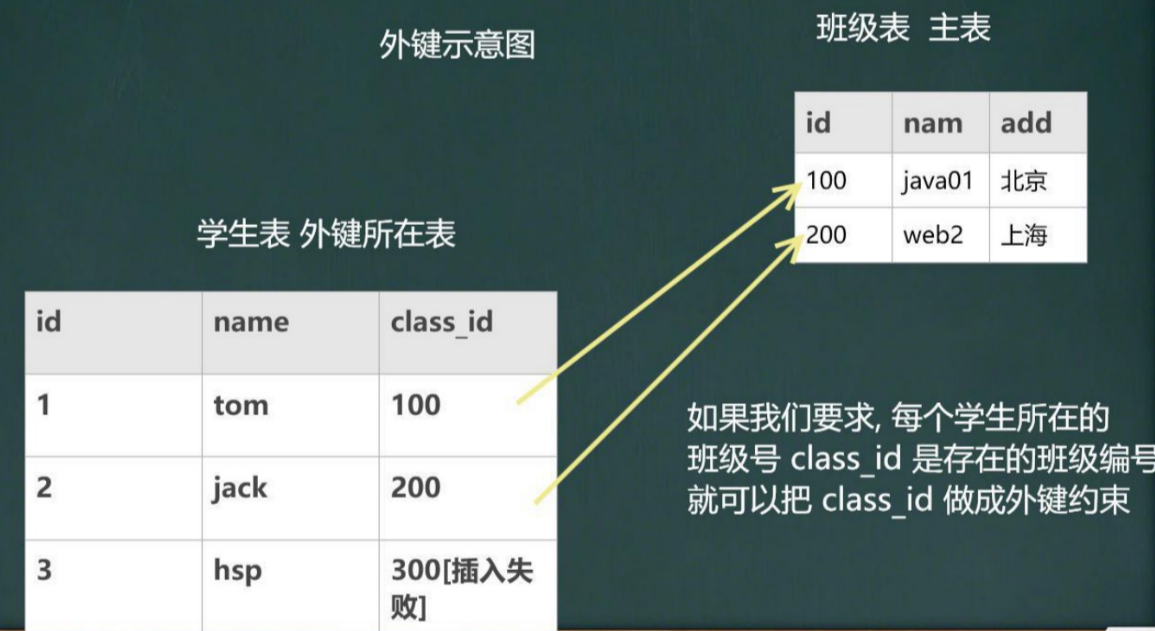 外键示意图
班级表 主表
id nam add
100 java01 北京
200 web2 上海
学生表 外键所在表
id name class_id
1 tom 100
2 jack 200
3 hsp 300[插入失
败]
如果我们要求, 每个学生所在的
班级号 class_id 是存在的班级编号
就可以把 class_id 做成外键约束